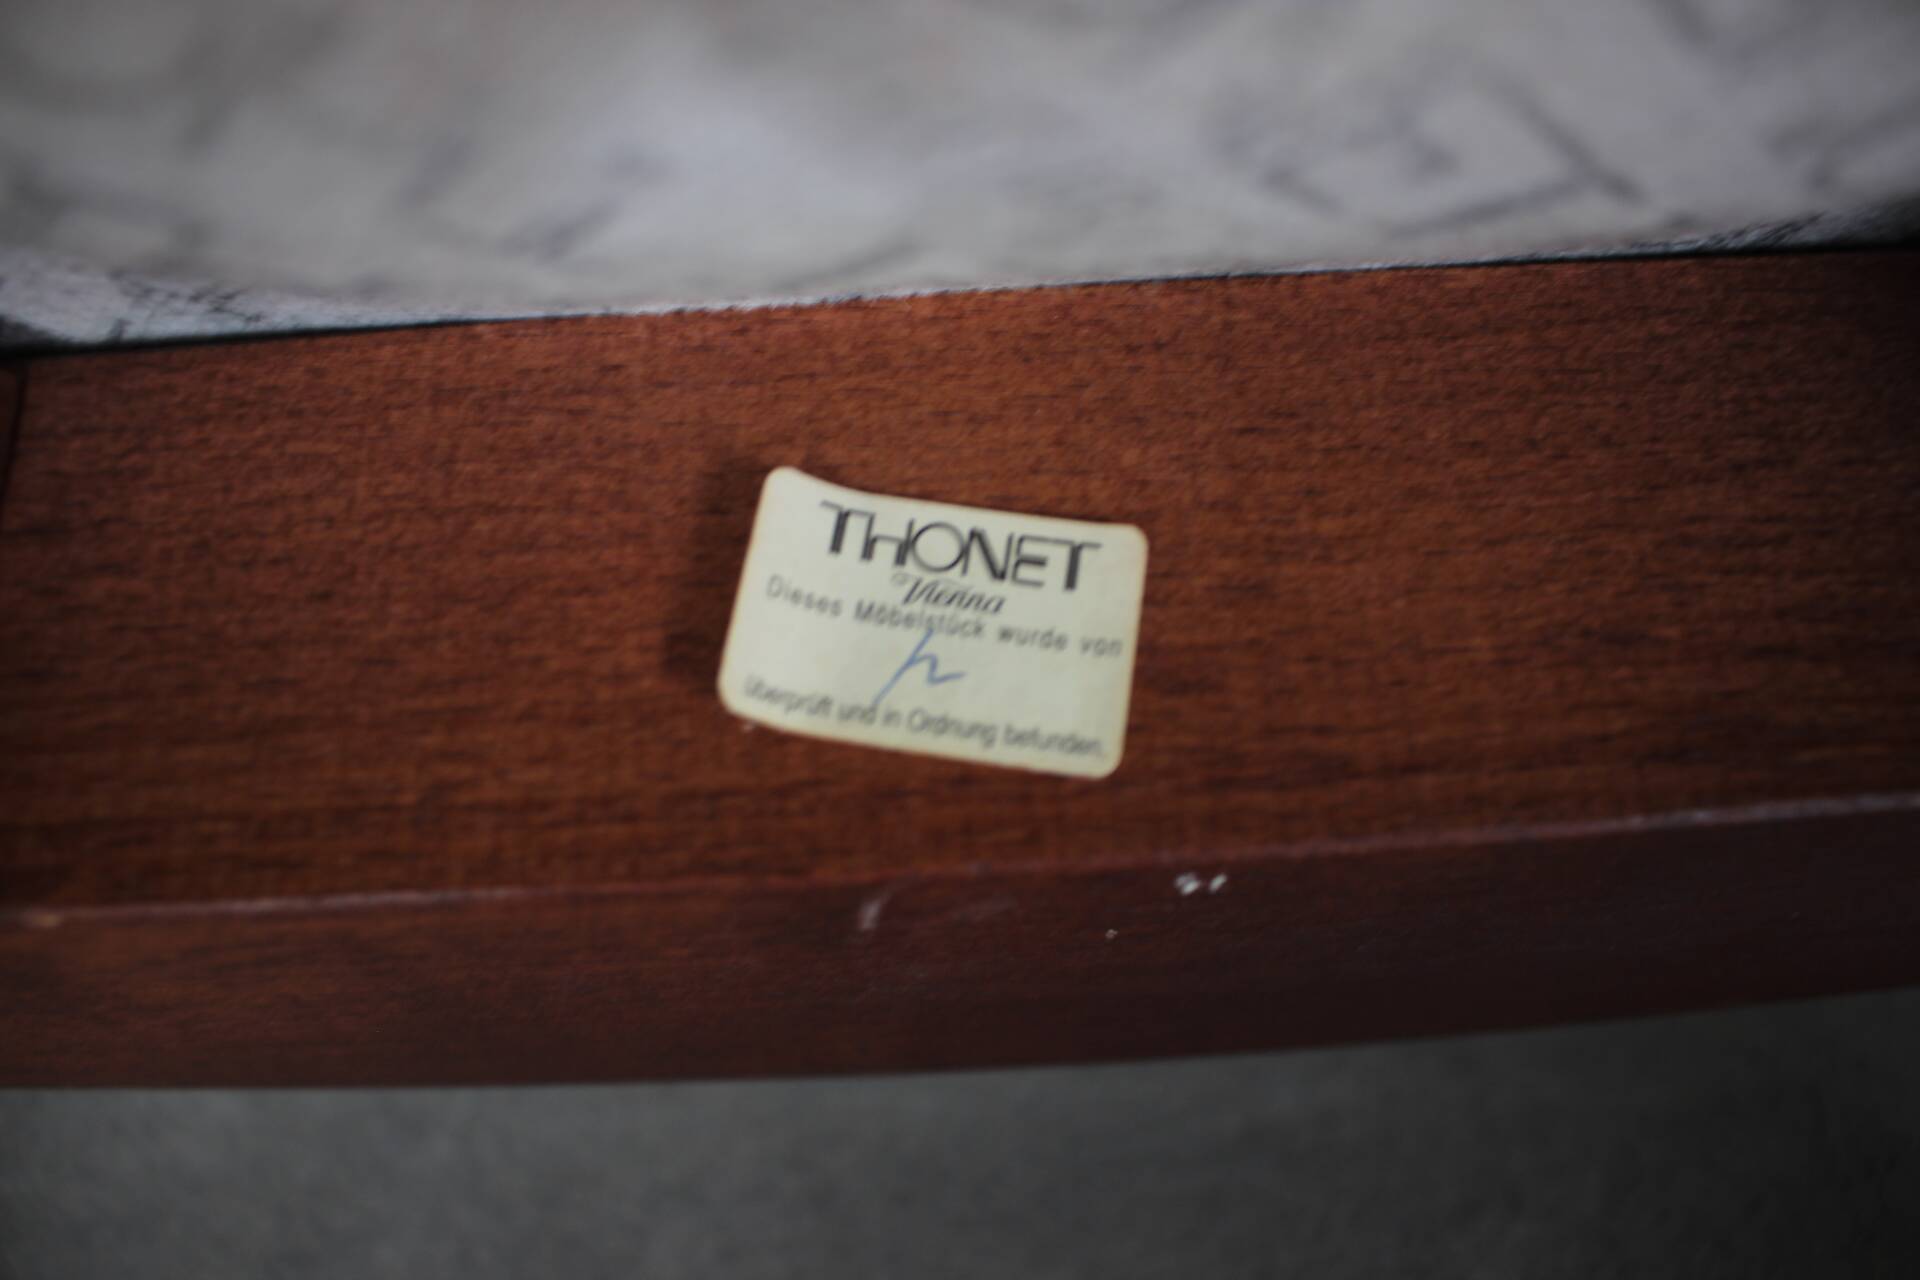 THONET
Vienna
Dieses Möbelstück wurde von
überprüft und in Ordnung befunden.